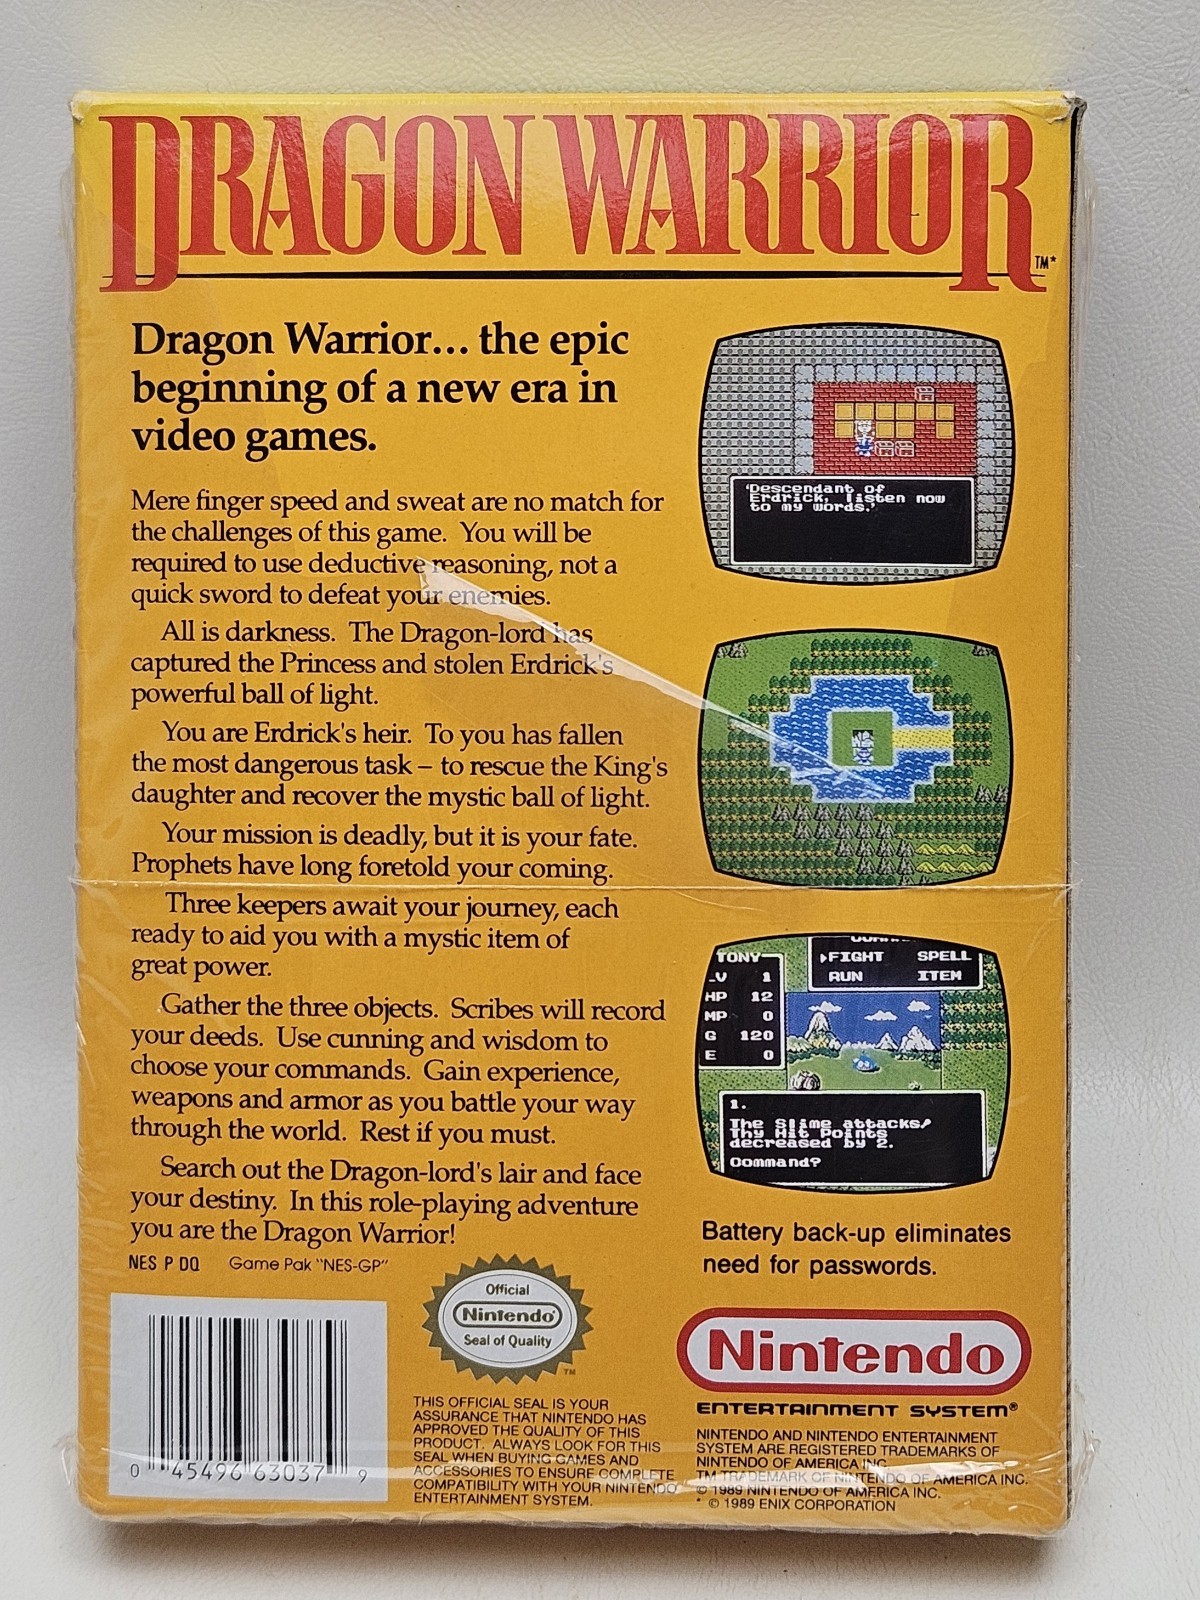 DRAGON WARRIOR
TM*
Dragon Warrior... the epic
beginning of a new era in
video games.
Mere finger speed and sweat are no match for
the challenges of this game. You will be
required to use deductive reasoning, not a
quick sword to defeat your enemies.
All is darkness. The Dragon-lord has
captured the Princess and stolen Erdrick's
powerful ball of light.
You are Erdrick's heir. To you has fallen
the most dangerous task – to rescue the King's
daughter and recover the mystic ball of light.
Your mission is deadly, but it is your fate.
Prophets have long foretold your coming.
Three keepers await your journey, each
ready to aid you with a mystic item of
great power.
Gather the three objects. Scribes will record
your deeds. Use cunning and wisdom to
choose your commands. Gain experience,
weapons and armor as you battle your way
through the world. Rest if you must.
Search out the Dragon-lord's lair and face
your destiny. In this role-playing adventure
you are the Dragon Warrior!
NES P DQ Game Pak "NES-GP"
'Descendant of
Erdrick, listen now
to my words.'
TONY
LV 1
HP 12
MP 0
G 120
E 0
FIGHT SPELL
RUN ITEM
1.
The Slime attacks!
Thy Hit Points
decreased by 2.
Command?
Battery back-up eliminates
need for passwords.
Official
Nintendo
Seal of Quality
TM
THIS OFFICIAL SEAL IS YOUR
ASSURANCE THAT NINTENDO HAS
APPROVED THE QUALITY OF THIS
PRODUCT. ALWAYS LOOK FOR THIS
SEAL WHEN BUYING GAMES AND
ACCESSORIES TO ENSURE COMPLETE
COMPATIBILITY WITH YOUR NINTENDO
ENTERTAINMENT SYSTEM.
0 45496 63037 9
Nintendo
ENTERTAINMENT SYSTEM®
NINTENDO AND NINTENDO ENTERTAINMENT
SYSTEM ARE REGISTERED TRADEMARKS OF
NINTENDO OF AMERICA INC.
TM TRADEMARK OF NINTENDO OF AMERICA INC.
© 1989 NINTENDO OF AMERICA INC.
* © 1989 ENIX CORPORATION